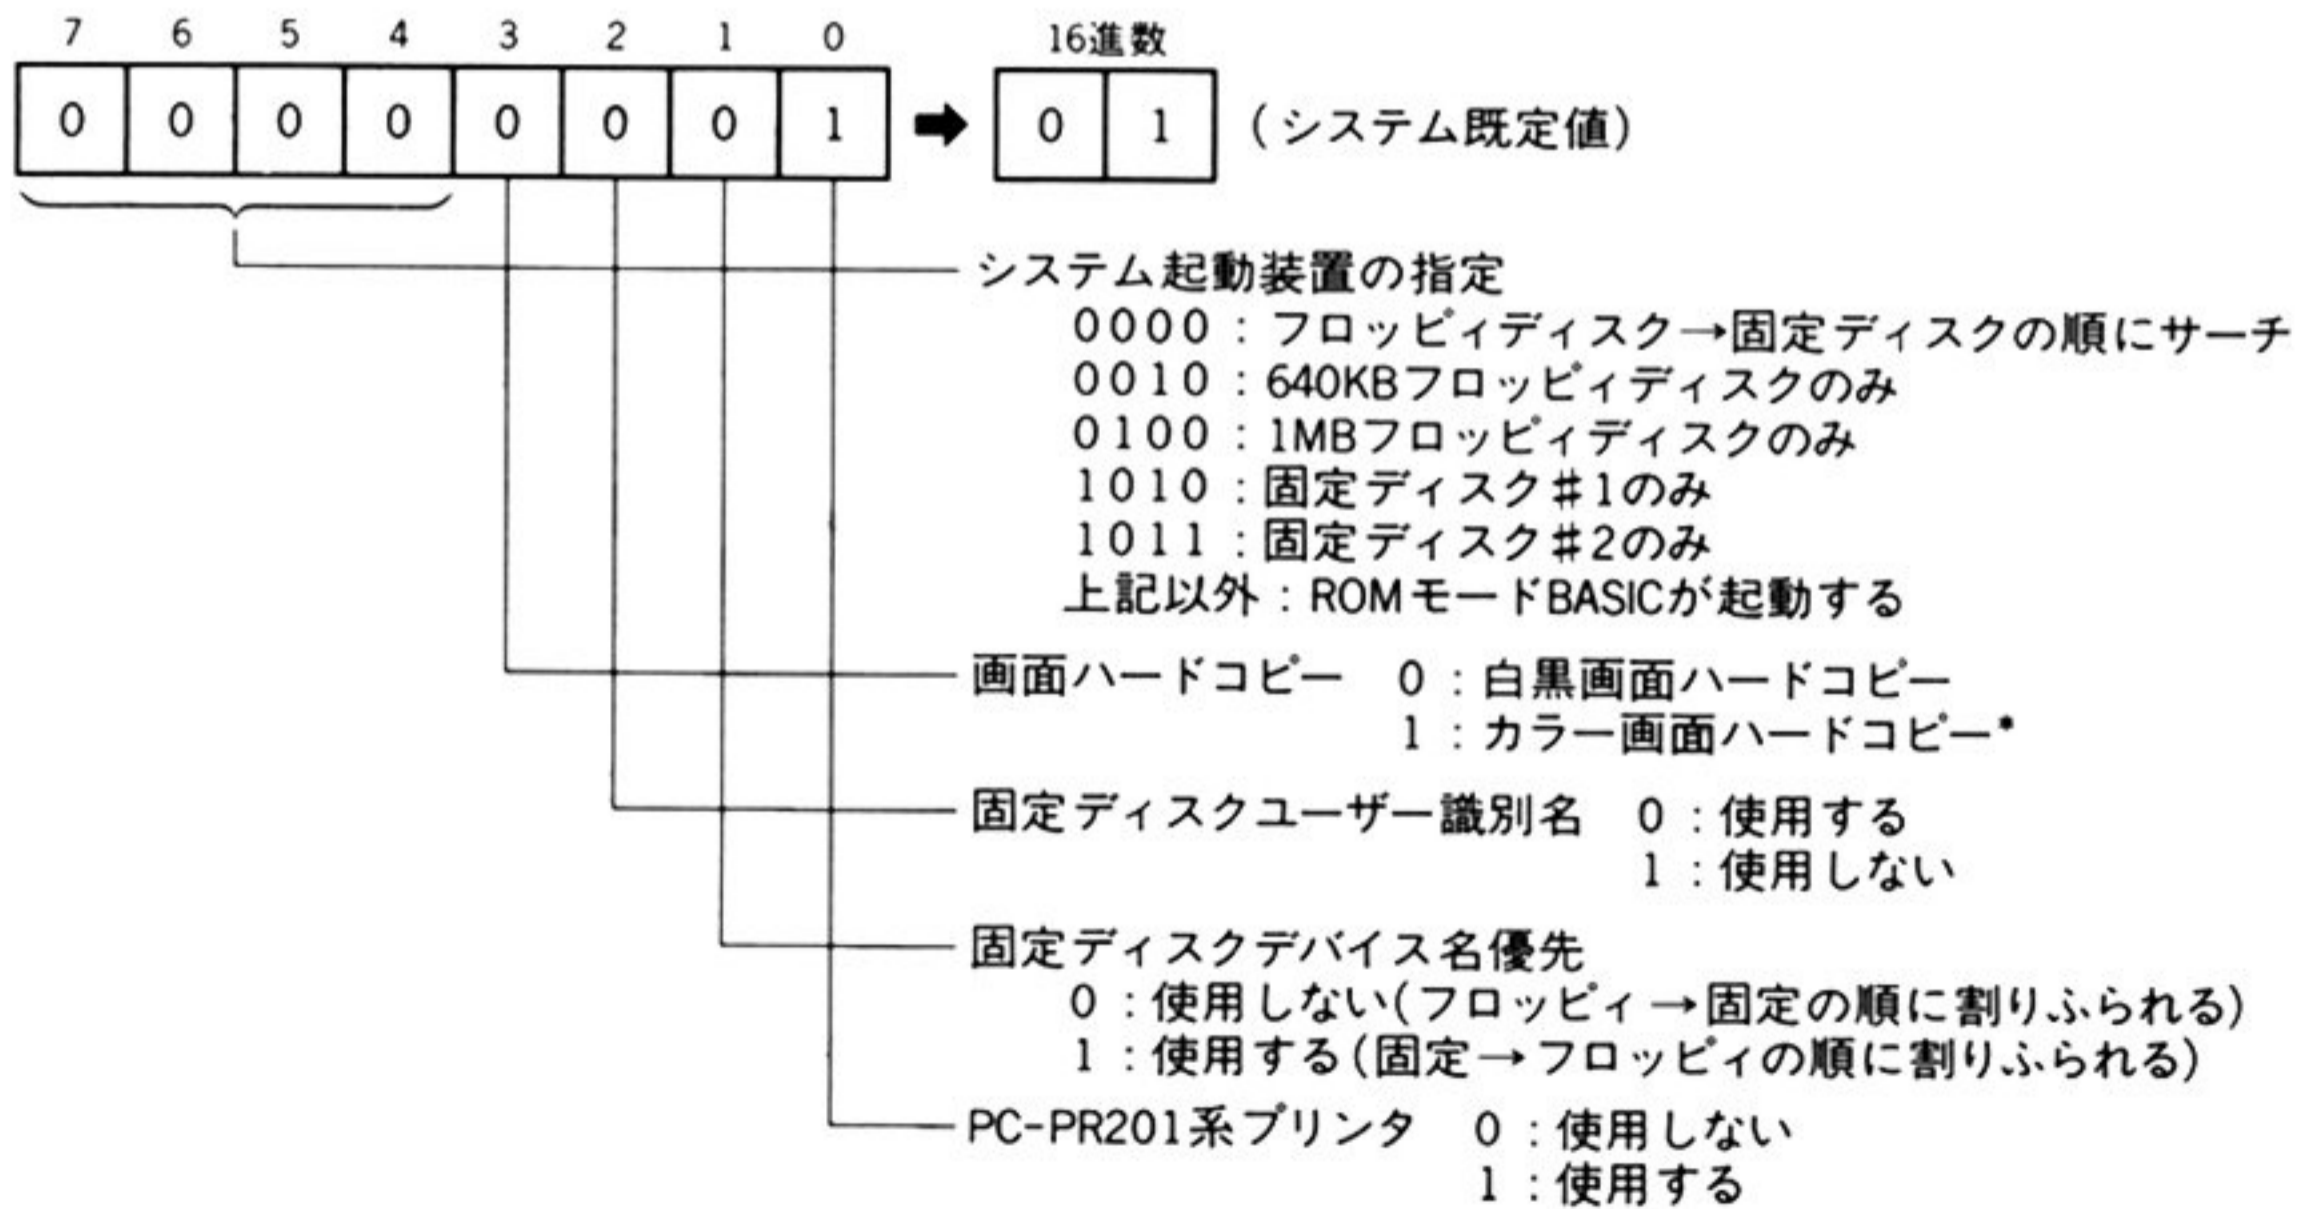 7 6 5 4 3 2 1 0 16進数
0 0 0 0 0 0 0 1 ➡ 0 1 (システム既定値)
システム起動装置の指定
0000:フロッピィディスク→固定ディスクの順にサーチ
0010:640KBフロッピィディスクのみ
0100:1MBフロッピィディスクのみ
1010:固定ディスク#1のみ
1011:固定ディスク#2のみ
上記以外:ROMモードBASICが起動する
画面ハードコピー 0:白黒画面ハードコピー
1:カラー画面ハードコピー*
固定ディスクユーザー識別名 0:使用する
1:使用しない
固定ディスクデバイス名優先
0:使用しない(フロッピィ→固定の順に割りふられる)
1:使用する(固定→フロッピィの順に割りふられる)
PC-PR201系プリンタ 0:使用しない
1:使用する